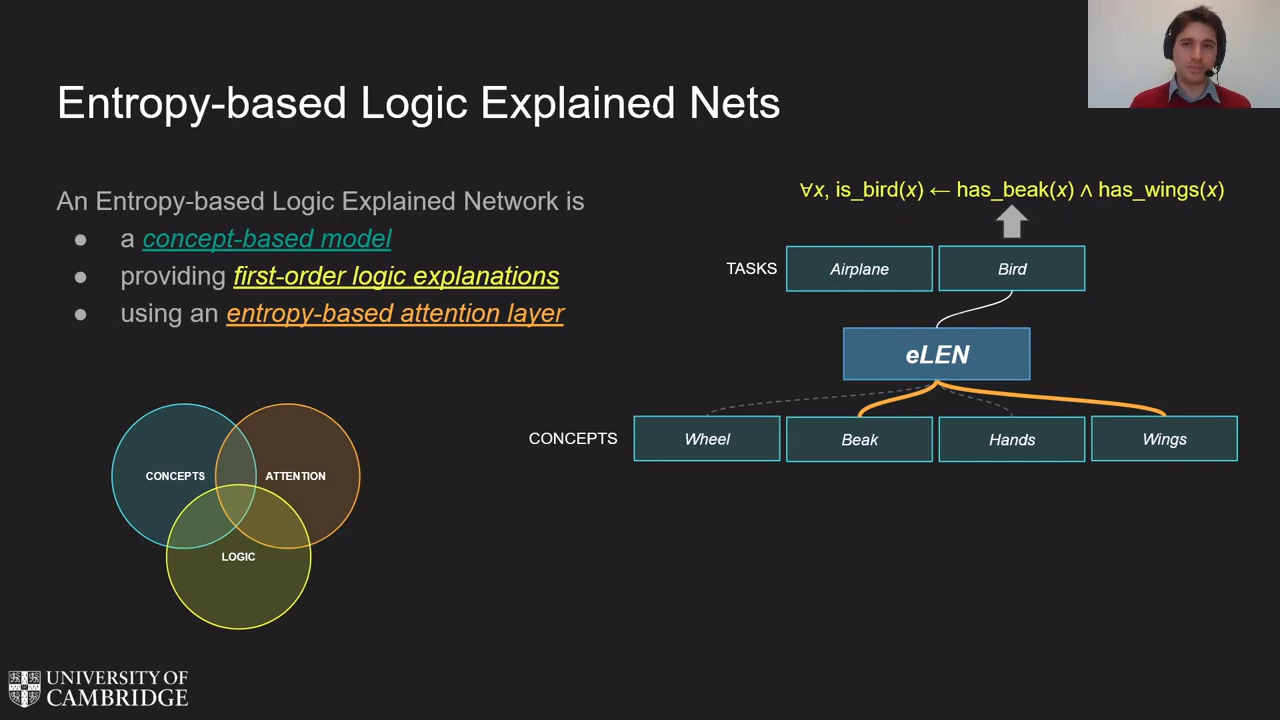 Entropy-based Logic Explained Nets
An Entropy-based Logic Explained Network is
● a concept-based model
● providing first-order logic explanations
● using an entropy-based attention layer
∀x, is_bird(x) ← has_beak(x) ∧ has_wings(x)
TASKS Airplane Bird
eLEN
CONCEPTS Wheel Beak Hands Wings
CONCEPTS ATTENTION
LOGIC
UNIVERSITY OF
CAMBRIDGE